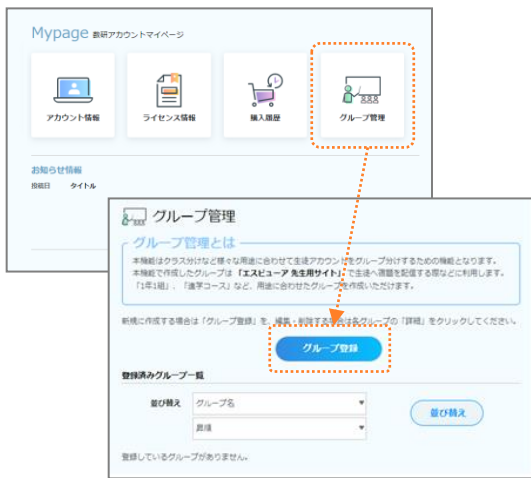 Mypage 数研アカウントマイページ
アカウント情報
ライセンス情報
購入履歴
グループ管理
お知らせ情報
投稿日 タイトル
グループ管理
グループ管理とは
本機能はクラス分けなど様々な用途に合わせて生徒アカウントをグループ分けするための機能となります。
本機能で作成したグループは「エスビューア 先生用サイト」で生徒へ宿題を配信する際などに利用します。
「1年1組」、「進学コース」など、用途に合わせたグループを作成いただけます。
新規に作成する場合は「グループ登録」を、編集・削除する場合は各グループの「詳細」をクリックしてください。
グループ登録
登録済みグループ一覧
並び替え グループ名
昇順
並び替え
登録しているグループがありません。